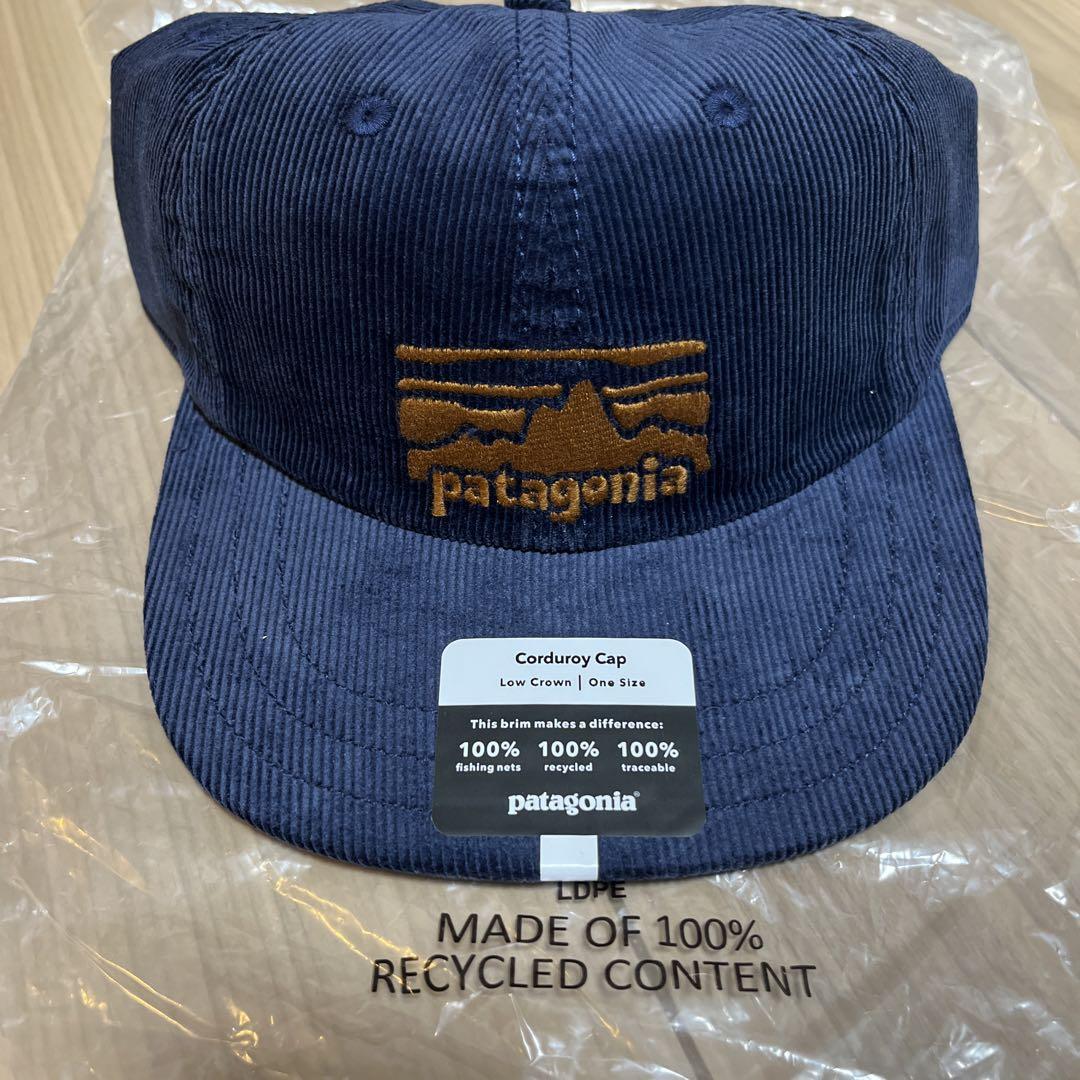 patagonia
Corduroy Cap
Low Crown | One Size
This brim makes a difference:
100% 100% 100%
fishing nets recycled traceable
patagonia®
LDPE
MADE OF 100%
RECYCLED CONTENT